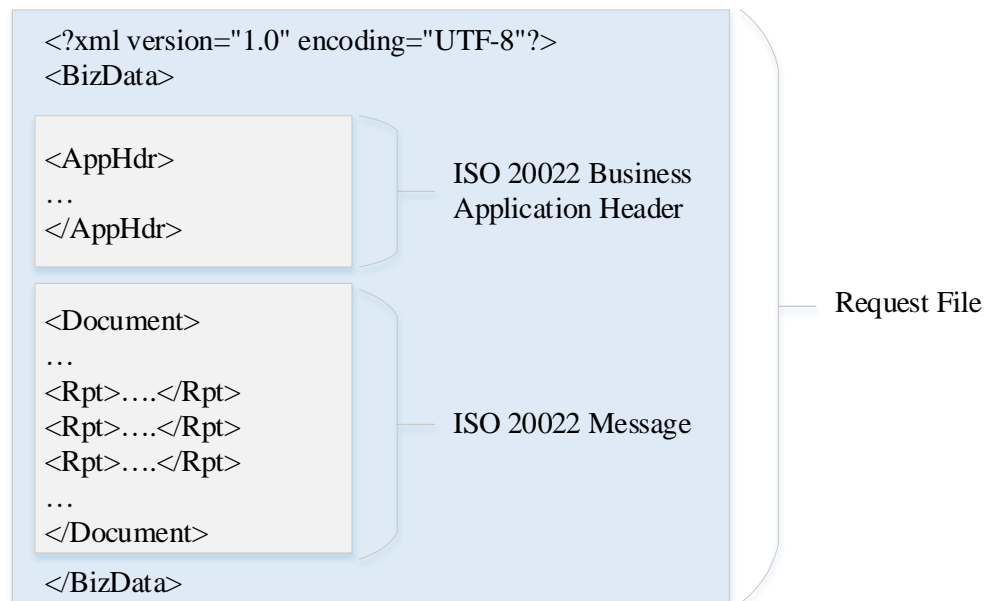 <?xml version="1.0" encoding="UTF-8"?>
<BizData>
<AppHdr>
…
</AppHdr>
ISO 20022 Business
Application Header
<Document>
…
<Rpt>….</Rpt>
<Rpt>….</Rpt>
<Rpt>….</Rpt>
…
</Document>
ISO 20022 Message
</BizData>
Request File